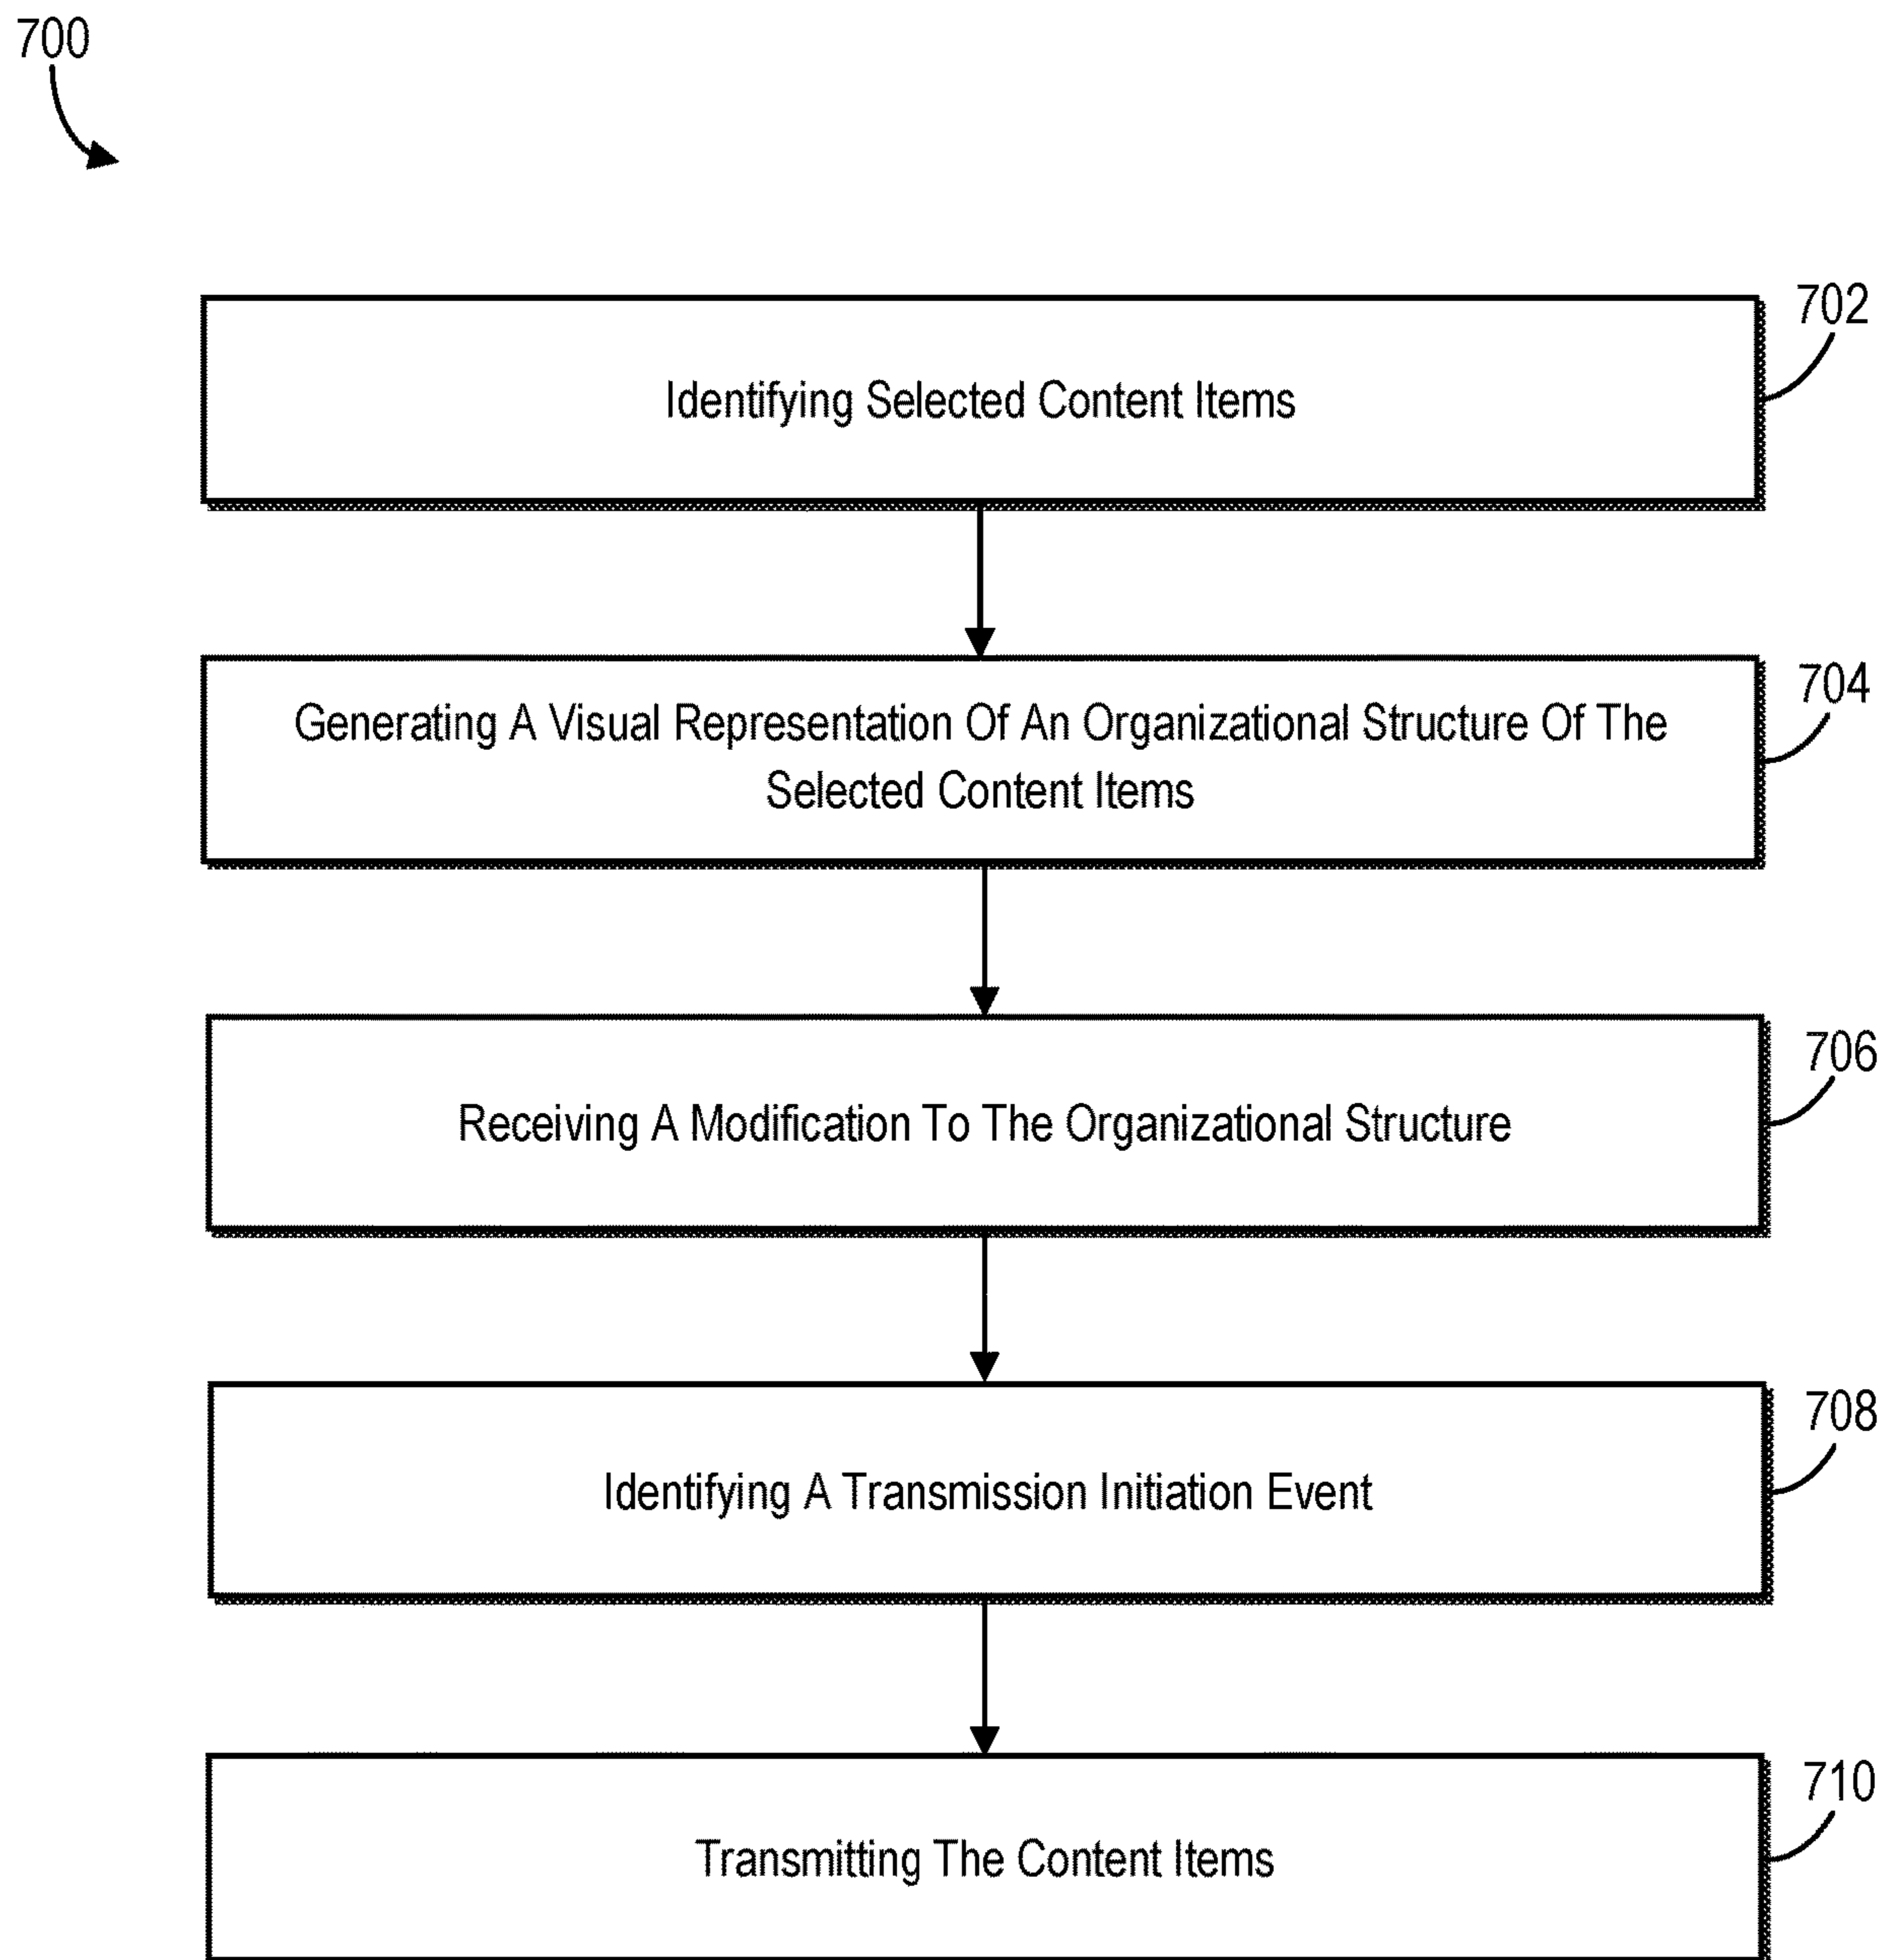 700
702
Identifying Selected Content Items
704
Generating A Visual Representation Of An Organizational Structure Of The
Selected Content Items
706
Receiving A Modification To The Organizational Structure
708
Identifying A Transmission Initiation Event
710
Transmitting The Content Items